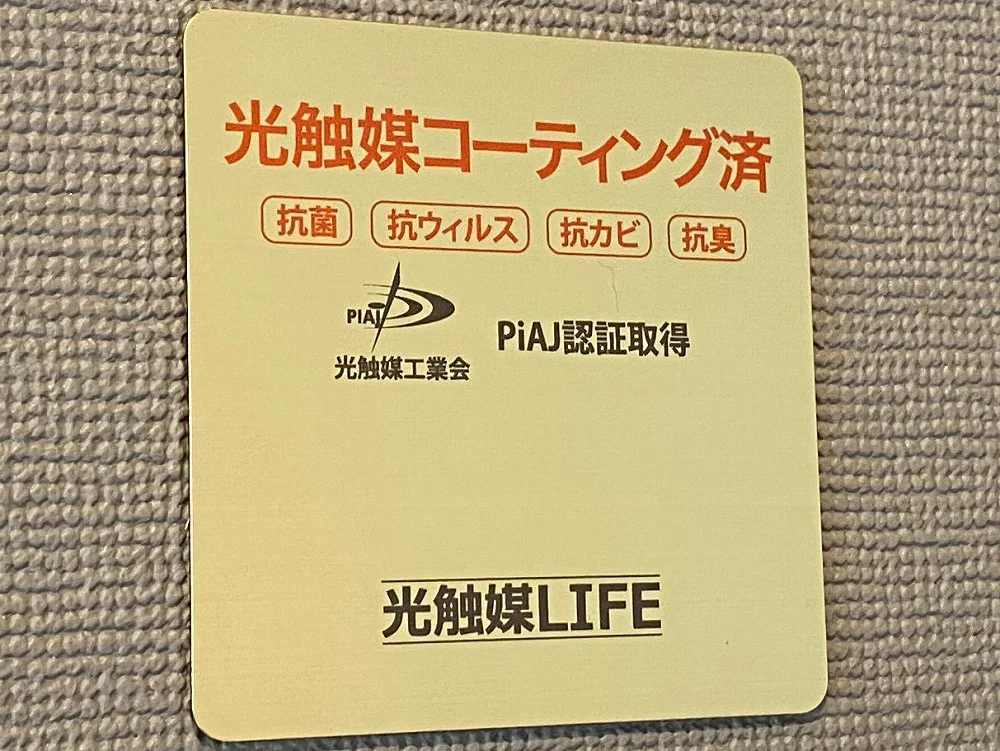 光触媒コーティング済
抗菌 抗ウィルス 抗カビ 抗臭
PIAJ
光触媒工業会
PiAJ認証取得
光触媒LIFE